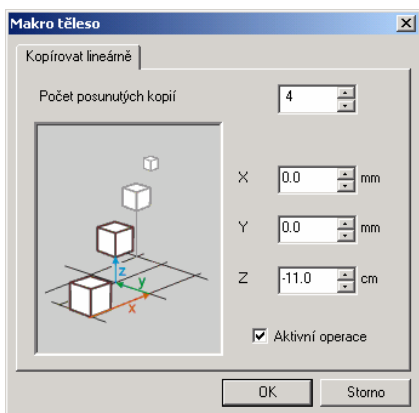 Makro těleso
Kopírovat lineárně
Počet posunutých kopií 4
X 0.0 mm
Y 0.0 mm
Z -11.0 cm
z
y
x
Aktivní operace
OK Storno